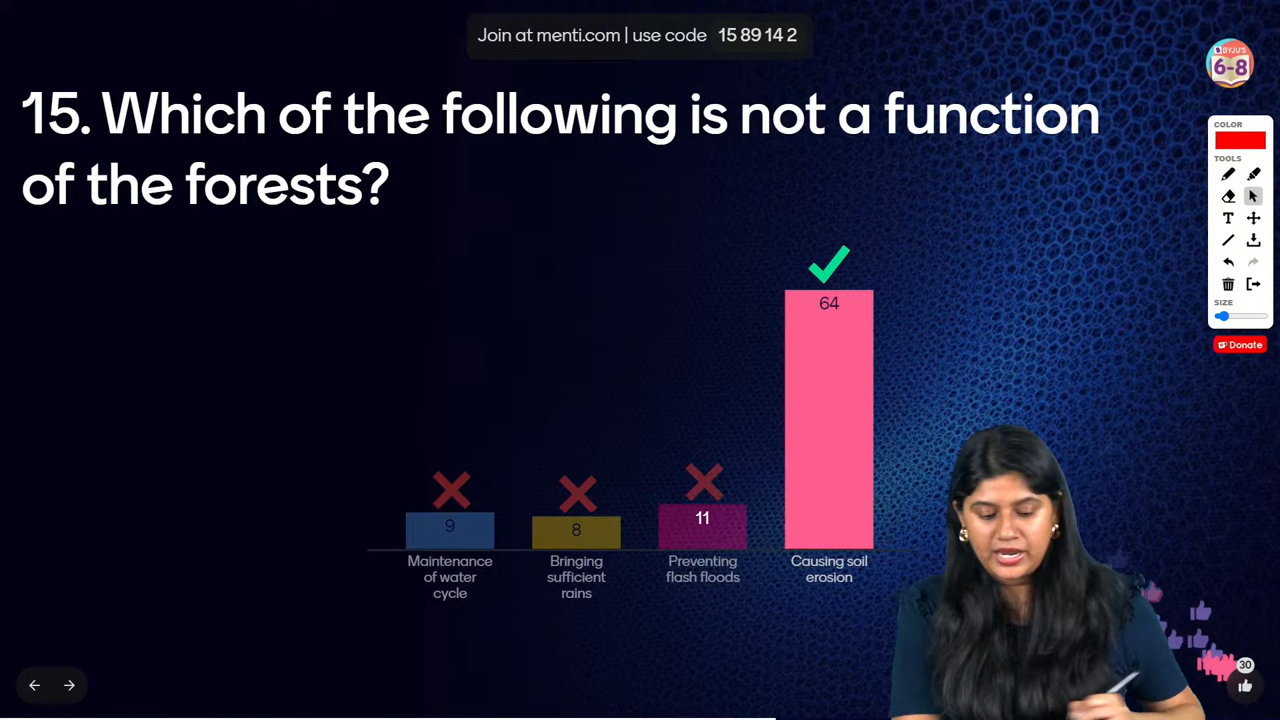 Join at menti.com | use code 15 89 14 2
BYJU'S
6-8
15. Which of the following is not a function
of the forests?
COLOR
TOOLS
T
SIZE
Donate
64
9
8
11
Maintenance
of water
cycle
Bringing
sufficient
rains
Preventing
flash floods
Causing soil
erosion
30